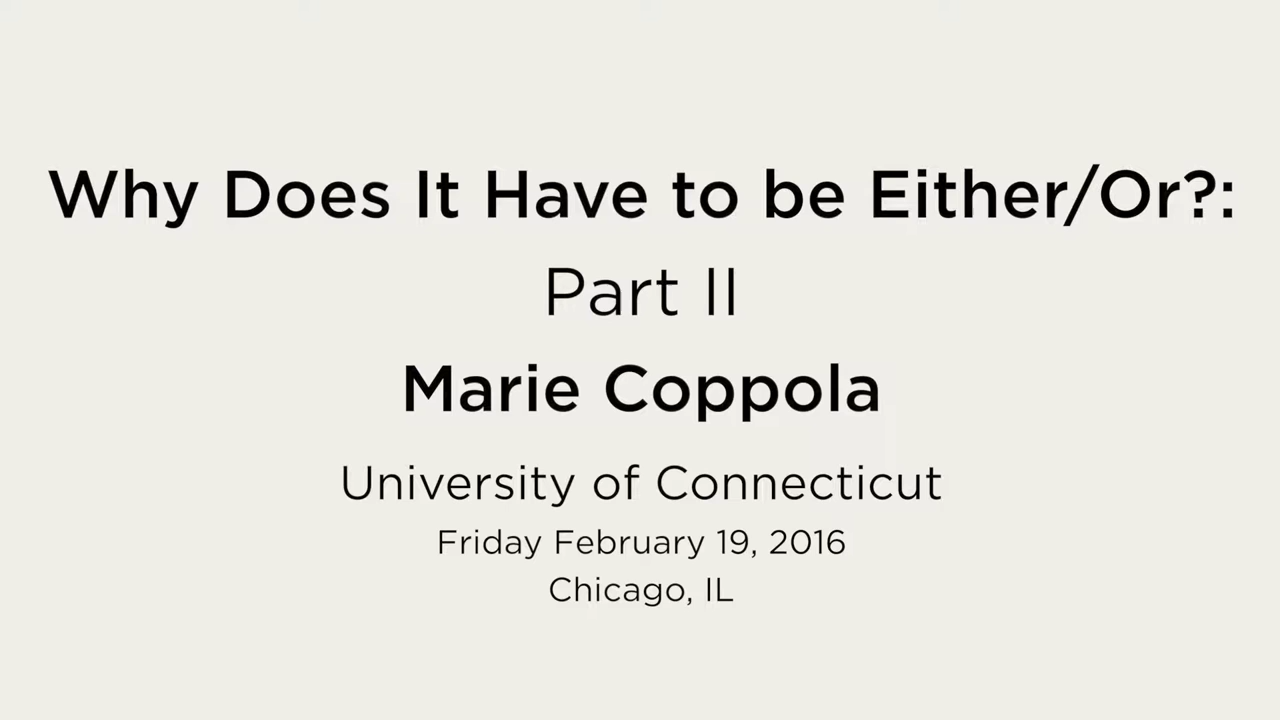 Why Does It Have to be Either/Or?:
Part II
Marie Coppola
University of Connecticut
Friday February 19, 2016
Chicago, IL